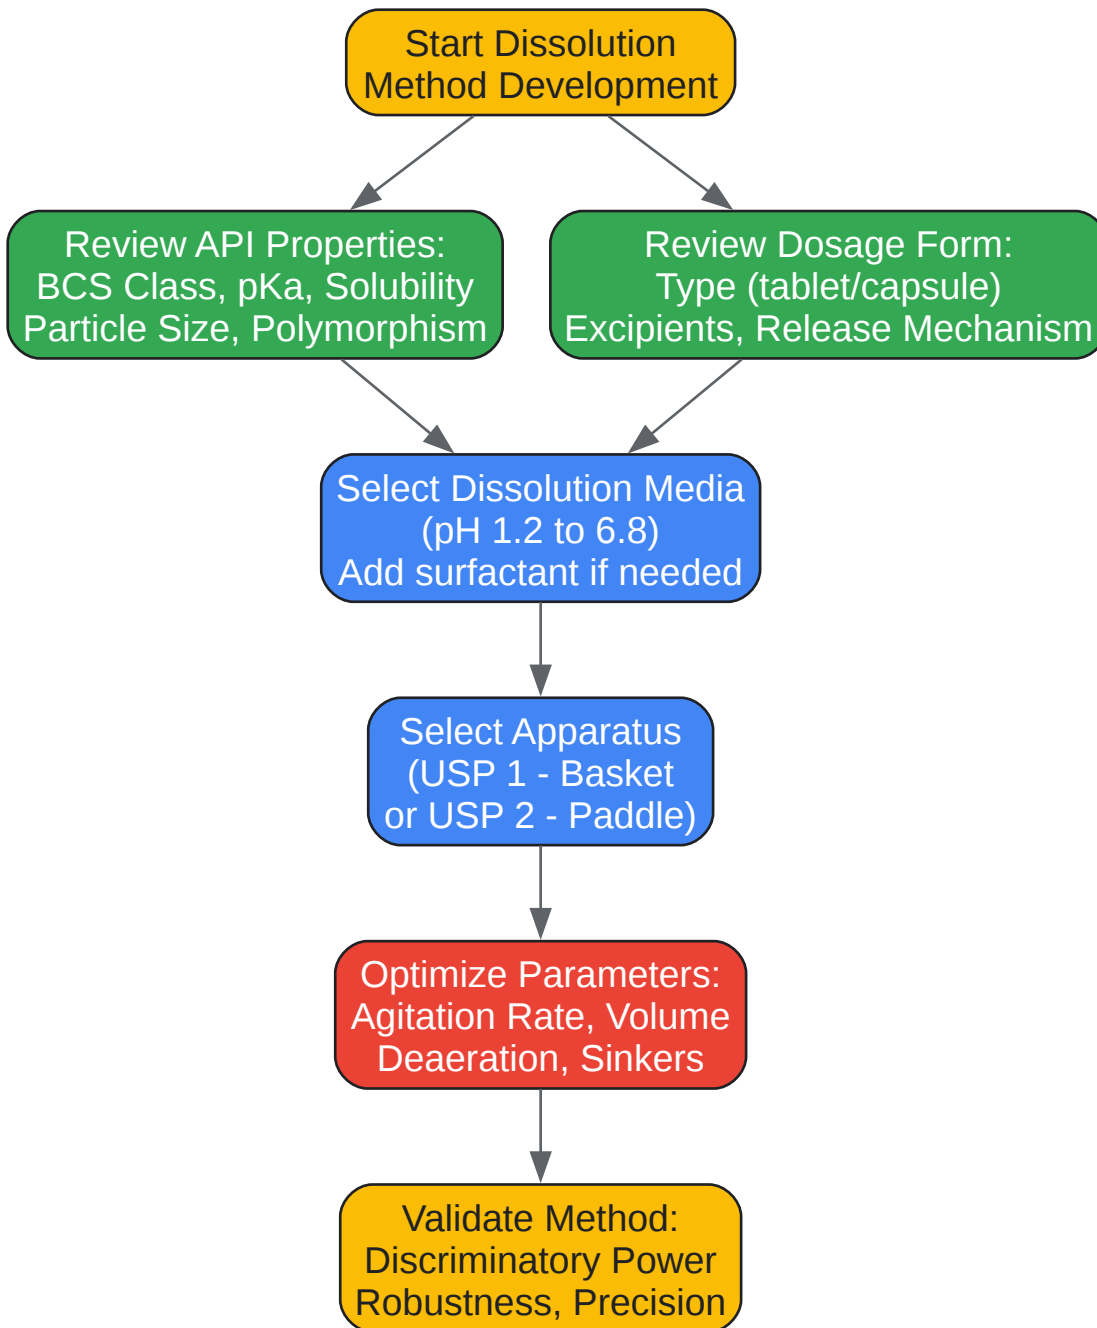 Start Dissolution
Method Development
Review API Properties:
BCS Class, pKa, Solubility
Particle Size, Polymorphism
Review Dosage Form:
Type (tablet/capsule)
Excipients, Release Mechanism
Select Dissolution Media
(pH 1.2 to 6.8)
Add surfactant if needed
Select Apparatus
(USP 1 - Basket
or USP 2 - Paddle)
Optimize Parameters:
Agitation Rate, Volume
Deaeration, Sinkers
Validate Method:
Discriminatory Power
Robustness, Precision